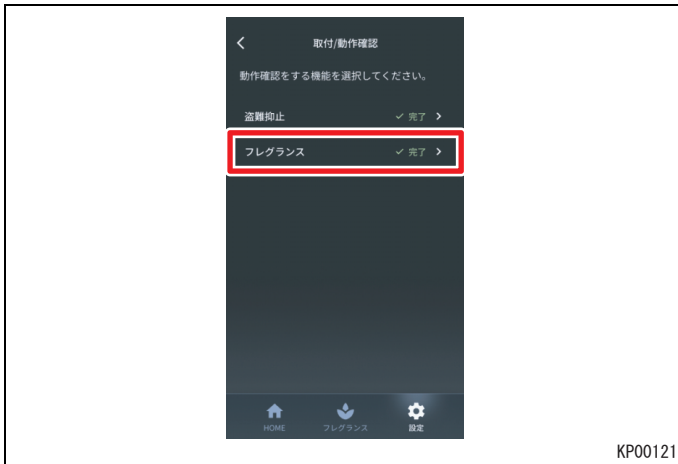 取付/動作確認
動作確認をする機能を選択してください。
盗難抑止 ✓ 完了 >
フレグランス ✓ 完了 >
HOME フレグランス 設定
KP00121